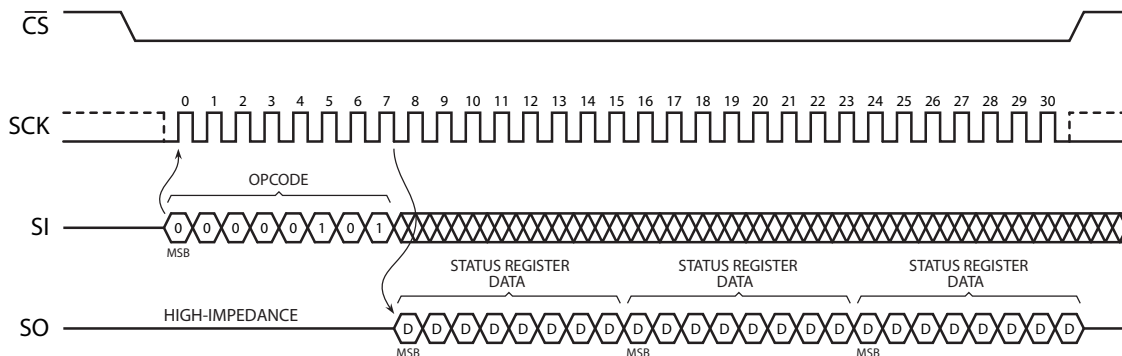 CS
0 1 2 3 4 5 6 7 8 9 10 11 12 13 14 15 16 17 18 19 20 21 22 23 24 25 26 27 28 29 30
SCK
OPCODE
SI 0 0 0 0 0 1 0 1
MSB
STATUS REGISTER DATA
STATUS REGISTER DATA
STATUS REGISTER DATA
HIGH-IMPEDANCE
SO D D D D D D D D D D D D D D D D D D D D D D D D
MSB MSB MSB